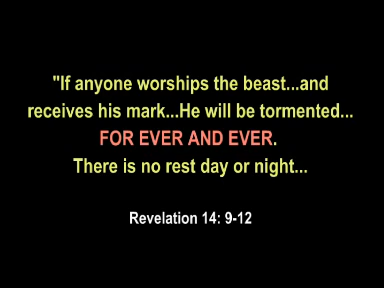 "If anyone worships the beast...and
receives his mark...He will be tormented...
FOR EVER AND EVER.
There is no rest day or night...
Revelation 14: 9-12